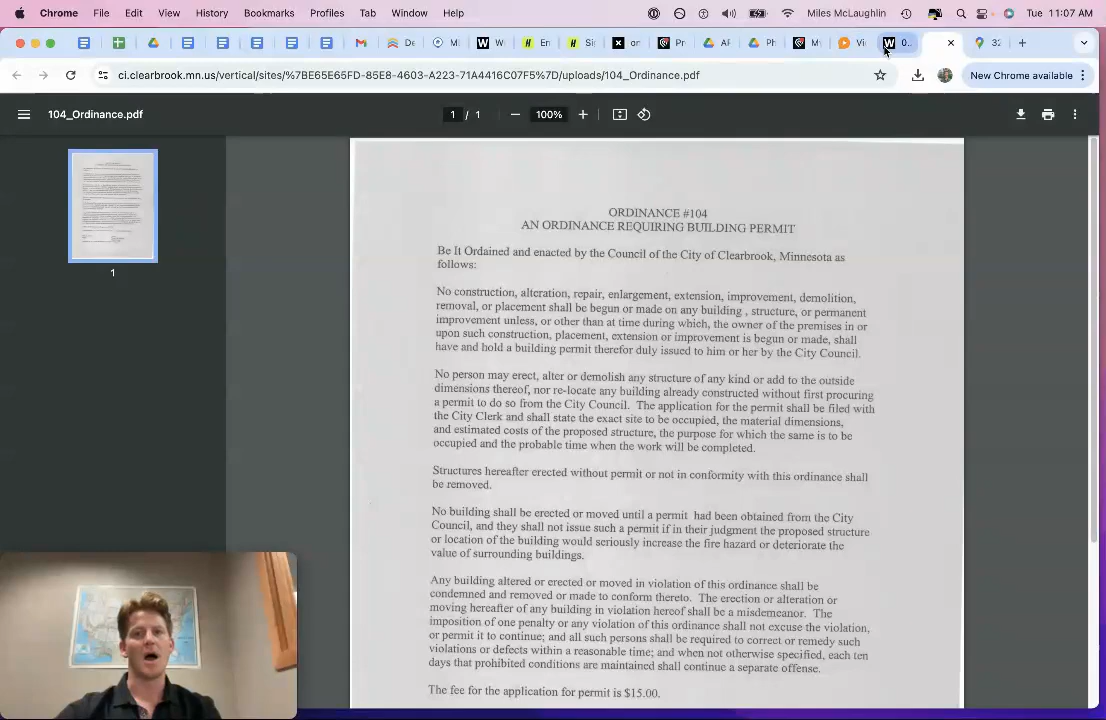 Chrome File Edit View History Bookmarks Profiles Tab Window Help Miles McLaughlin Tue 11:07 AM
De M W En Si on Pr AF Ph M Vi 0.. 32
ci.clearbrook.mn.us/vertical/sites/%7BE65E65FD-85E8-4603-A223-71A4416C07F5%7D/uploads/104_Ordinance.pdf New Chrome available
104_Ordinance.pdf 1 / 1 100%
1
ORDINANCE #104
AN ORDINANCE REQUIRING BUILDING PERMIT
Be It Ordained and enacted by the Council of the City of Clearbrook, Minnesota as
follows:
No construction, alteration, repair, enlargement, extension, improvement, demolition,
removal, or placement shall be begun or made on any building , structure, or permanent
improvement unless, or other than at time during which, the owner of the premises in or
upon such construction, placement, extension or improvement is begun or made, shall
have and hold a building permit therefor duly issued to him or her by the City Council.
No person may erect, alter or demolish any structure of any kind or add to the outside
dimensions thereof, nor re-locate any building already constructed without first procuring
a permit to do so from the City Council. The application for the permit shall be filed with
the City Clerk and shall state the exact site to be occupied, the material dimensions,
and estimated costs of the proposed structure, the purpose for which the same is to be
occupied and the probable time when the work will be completed.
Structures hereafter erected without permit or not in conformity with this ordinance shall
be removed.
No building shall be erected or moved until a permit had been obtained from the City
Council, and they shall not issue such a permit if in their judgment the proposed structure
or location of the building would seriously increase the fire hazard or deteriorate the
value of surrounding buildings.
Any building altered or erected or moved in violation of this ordinance shall be
condemned and removed or made to conform thereto. The erection or alteration or
moving hereafter of any building in violation hereof shall be a misdemeanor. The
imposition of one penalty or any violation of this ordinance shall not excuse the violation,
or permit it to continue; and all such persons shall be required to correct or remedy such
violations or defects within a reasonable time; and when not otherwise specified, each ten
days that prohibited conditions are maintained shall continue a separate offense.
The fee for the application for permit is $15.00.